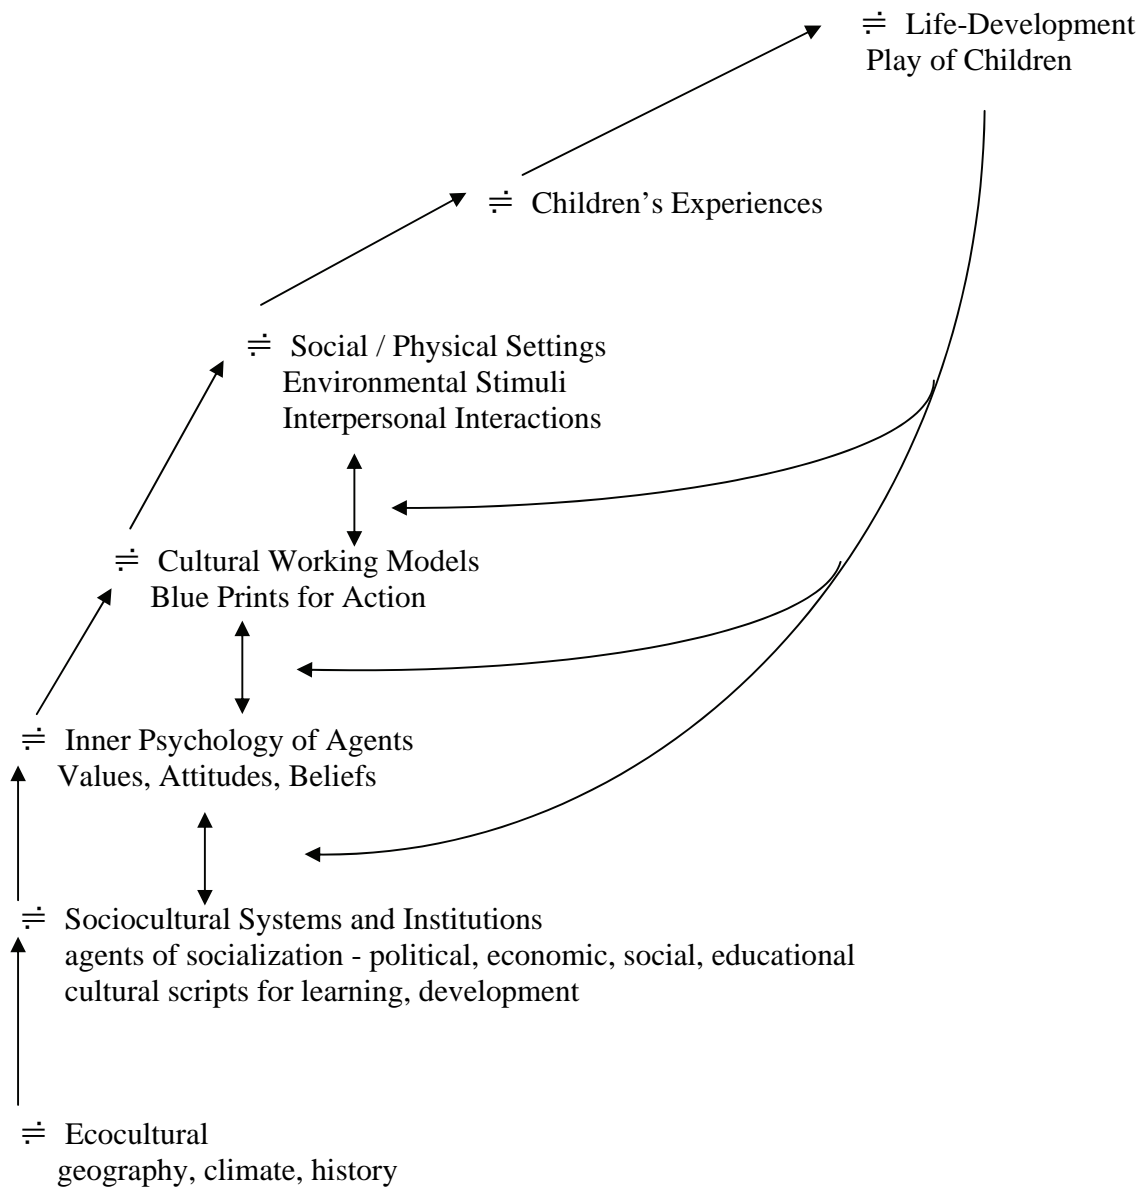 ≓ Life-Development
Play of Children
≓ Children’s Experiences
≓ Social / Physical Settings
Environmental Stimuli
Interpersonal Interactions
≓ Cultural Working Models
Blue Prints for Action
≓ Inner Psychology of Agents
Values, Attitudes, Beliefs
≓ Sociocultural Systems and Institutions
agents of socialization - political, economic, social, educational
cultural scripts for learning, development
≓ Ecocultural
geography, climate, history